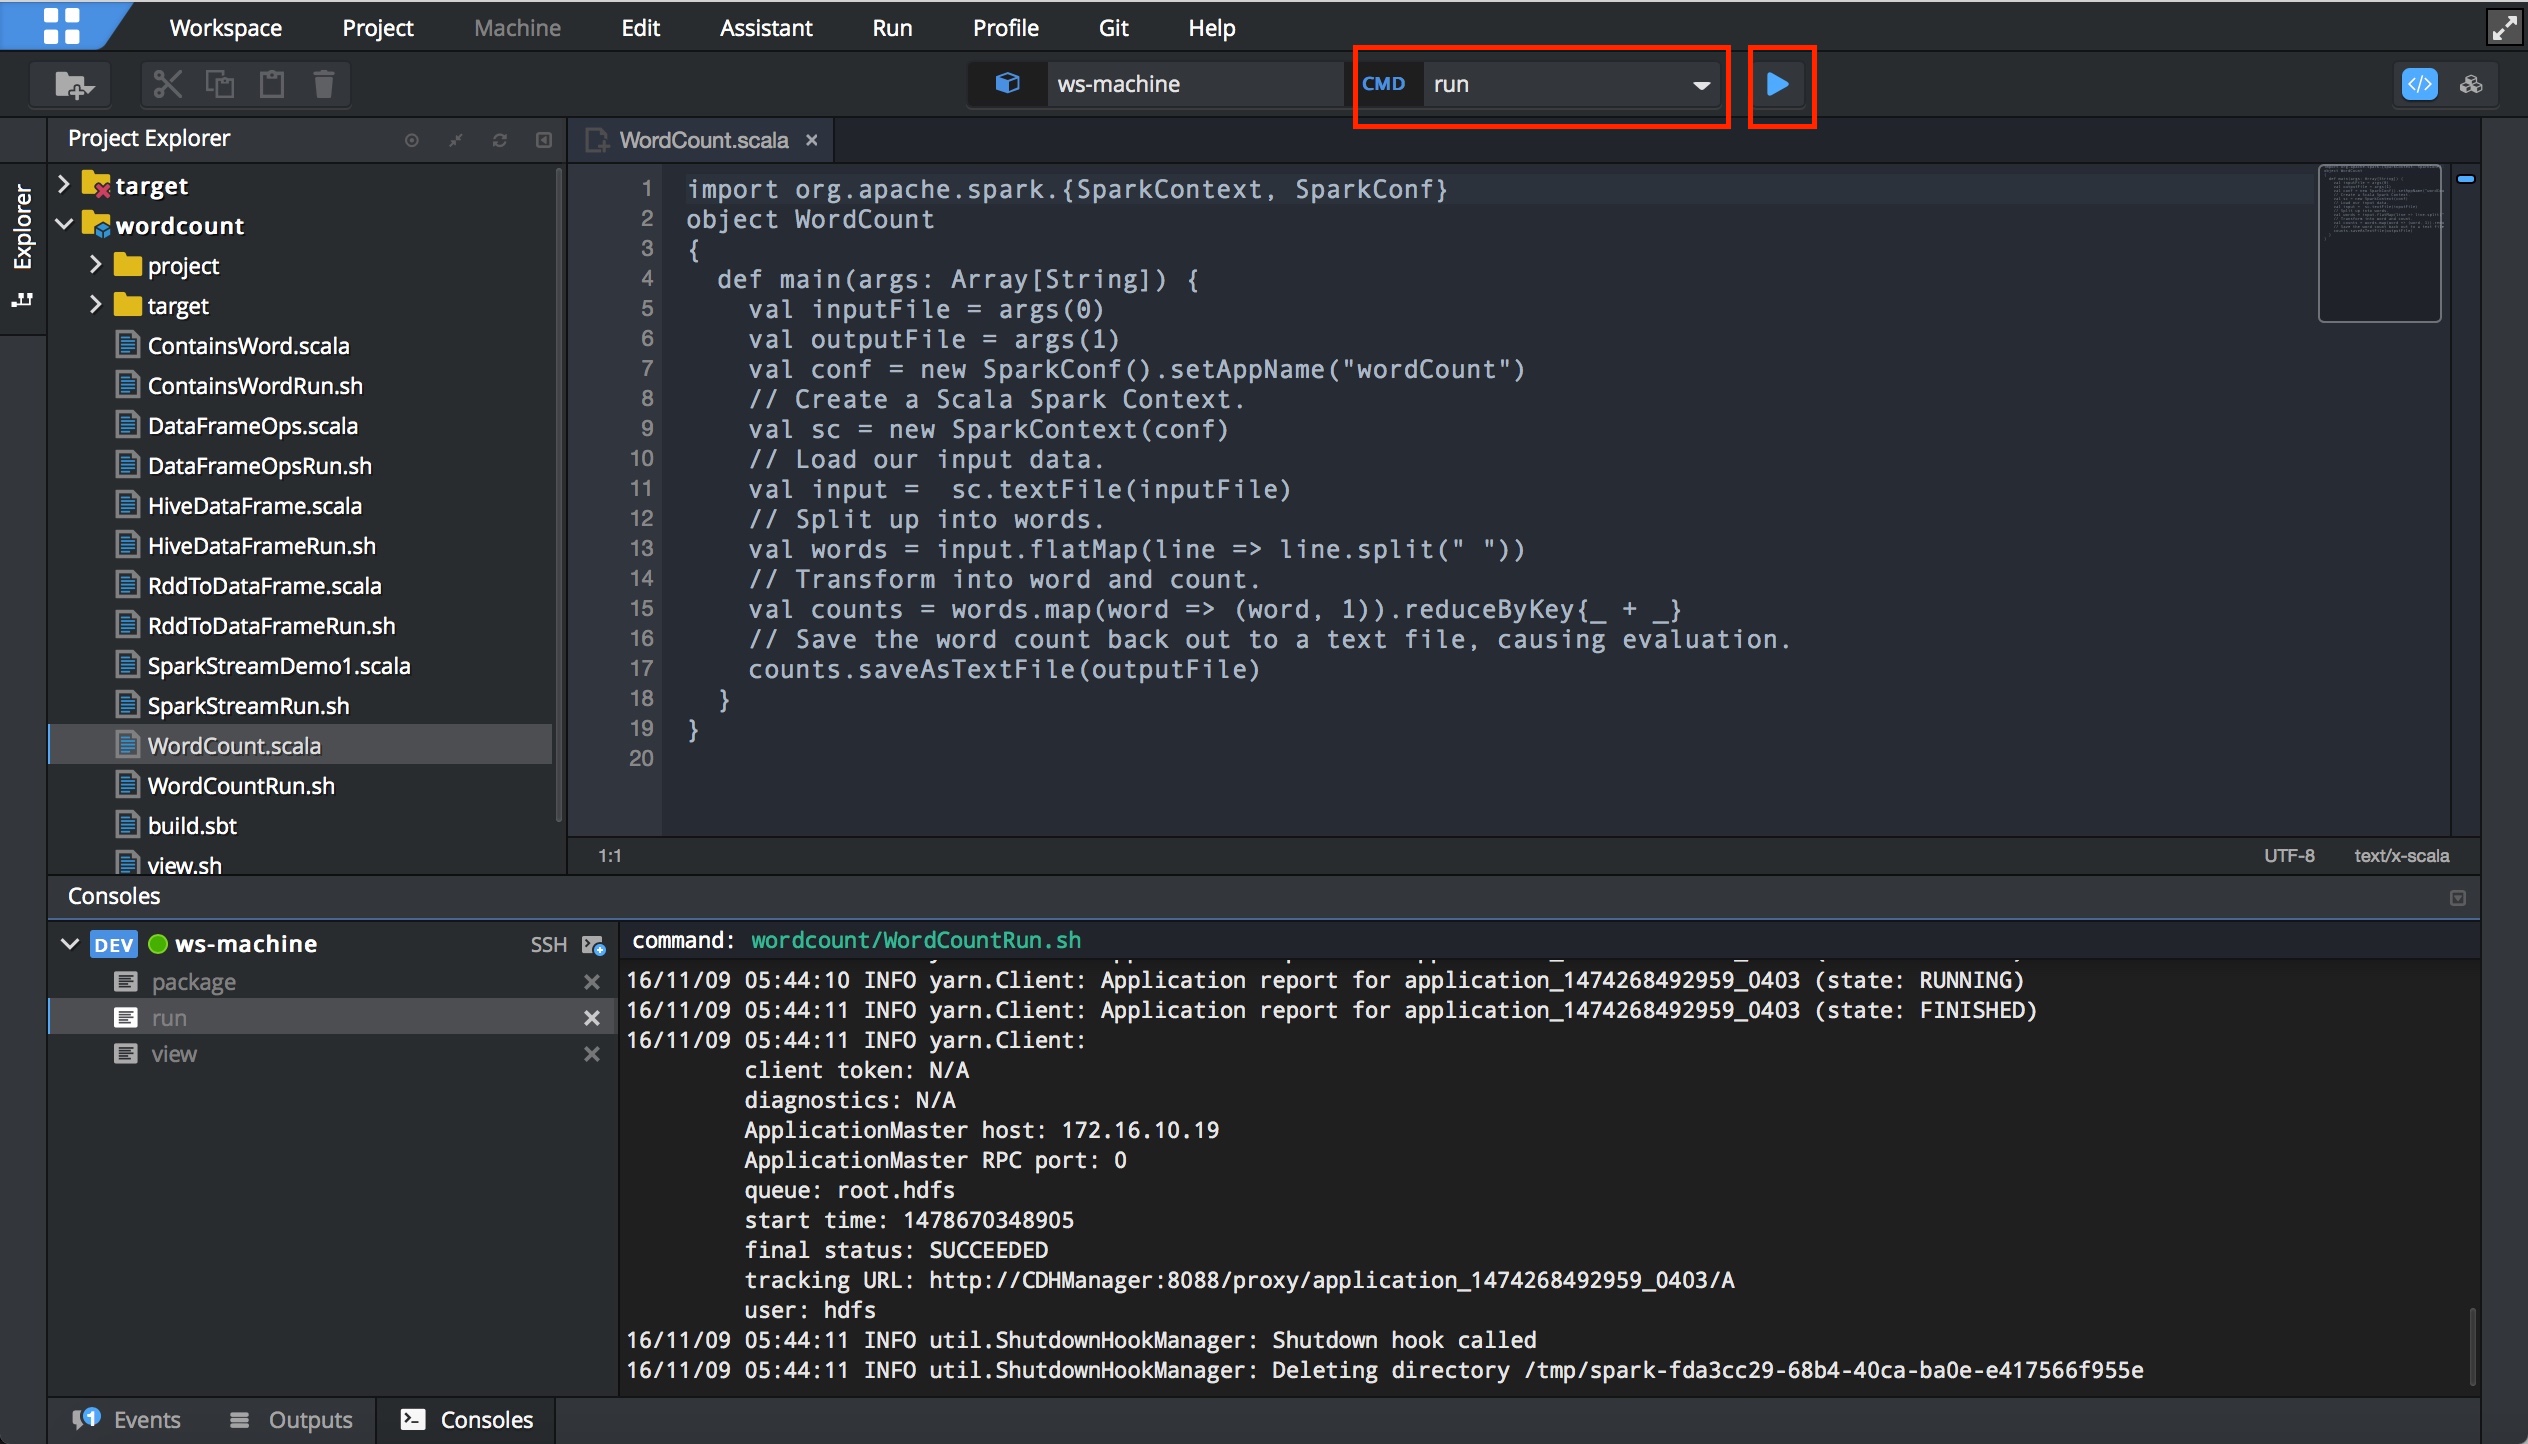 Workspace Project Machine Edit Assistant Run Profile Git Help
ws-machine CMD run
Project Explorer
Explorer
target
wordcount
project
target
ContainsWord.scala
ContainsWordRun.sh
DataFrameOps.scala
DataFrameOpsRun.sh
HiveDataFrame.scala
HiveDataFrameRun.sh
RddToDataFrame.scala
RddToDataFrameRun.sh
SparkStreamDemo1.scala
SparkStreamRun.sh
WordCount.scala
WordCountRun.sh
build.sbt
view.sh
WordCount.scala ×
1 import org.apache.spark.{SparkContext, SparkConf}
2 object WordCount
3 {
4 def main(args: Array[String]) {
5 val inputFile = args(0)
6 val outputFile = args(1)
7 val conf = new SparkConf().setAppName("wordCount")
8 // Create a Scala Spark Context.
9 val sc = new SparkContext(conf)
10 // Load our input data.
11 val input =  sc.textFile(inputFile)
12 // Split up into words.
13 val words = input.flatMap(line => line.split(" "))
14 // Transform into word and count.
15 val counts = words.map(word => (word, 1)).reduceByKey{_ + _}
16 // Save the word count back out to a text file, causing evaluation.
17 counts.saveAsTextFile(outputFile)
18 }
19 }
20
1:1 UTF-8 text/x-scala
Consoles
DEV ws-machine SSH
package
run
view
command: wordcount/WordCountRun.sh
16/11/09 05:44:10 INFO yarn.Client: Application report for application_1474268492959_0403 (state: RUNNING)
16/11/09 05:44:11 INFO yarn.Client: Application report for application_1474268492959_0403 (state: FINISHED)
16/11/09 05:44:11 INFO yarn.Client:
client token: N/A
diagnostics: N/A
ApplicationMaster host: 172.16.10.19
ApplicationMaster RPC port: 0
queue: root.hdfs
start time: 1478670348905
final status: SUCCEEDED
tracking URL: http://CDHManager:8088/proxy/application_1474268492959_0403/A
user: hdfs
16/11/09 05:44:11 INFO util.ShutdownHookManager: Shutdown hook called
16/11/09 05:44:11 INFO util.ShutdownHookManager: Deleting directory /tmp/spark-fda3cc29-68b4-40ca-ba0e-e417566f955e
1 Events Outputs Consoles